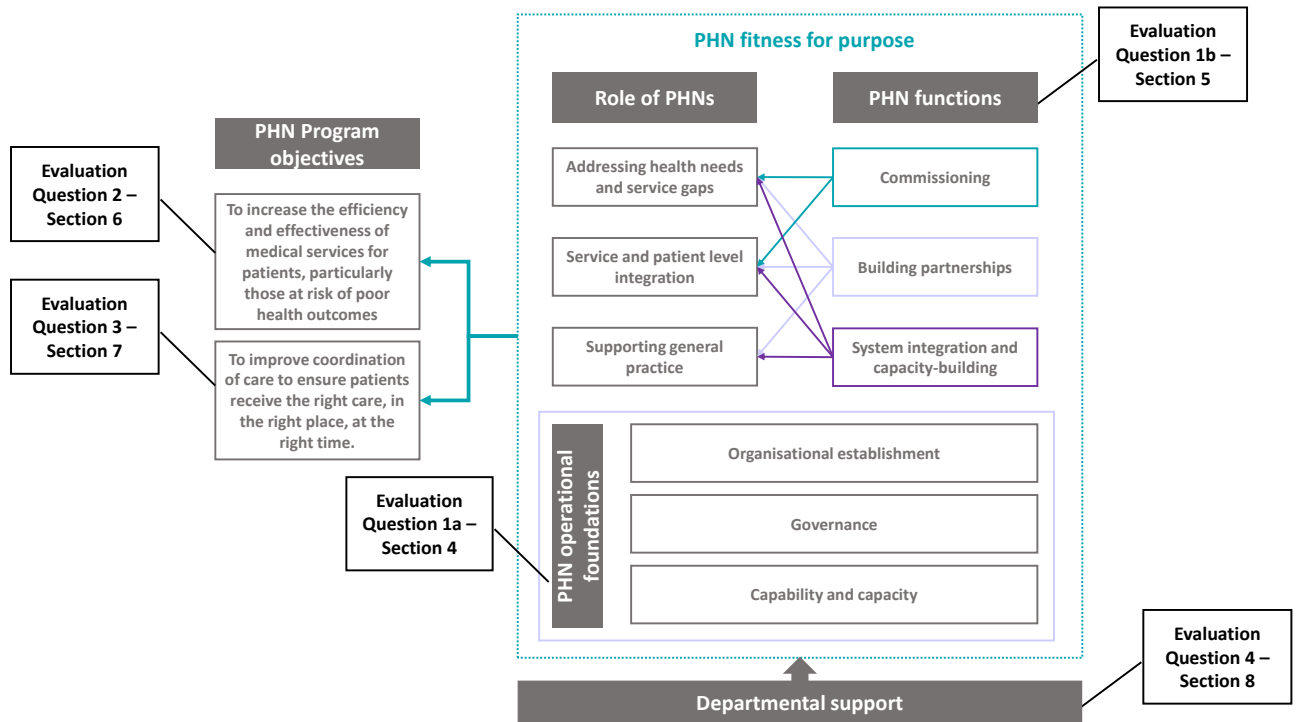 PHN fitness for purpose
Evaluation
Question 1b –
Section 5
Role of PHNs
PHN functions
PHN Program
objectives
Evaluation
Question 2 –
Section 6
Addressing health needs
and service gaps
Commissioning
To increase the efficiency
and effectiveness of
medical services for
patients, particularly
those at risk of poor
health outcomes
Service and patient level
integration
Building partnerships
Evaluation
Question 3 –
Section 7
Supporting general
practice
System integration and
capacity-building
To improve coordination
of care to ensure patients
receive the right care, in
the right place, at the
right time.
Evaluation
Question 1a –
Section 4
PHN operational
foundations
Organisational establishment
Governance
Capability and capacity
Evaluation
Question 4 –
Section 8
Departmental support